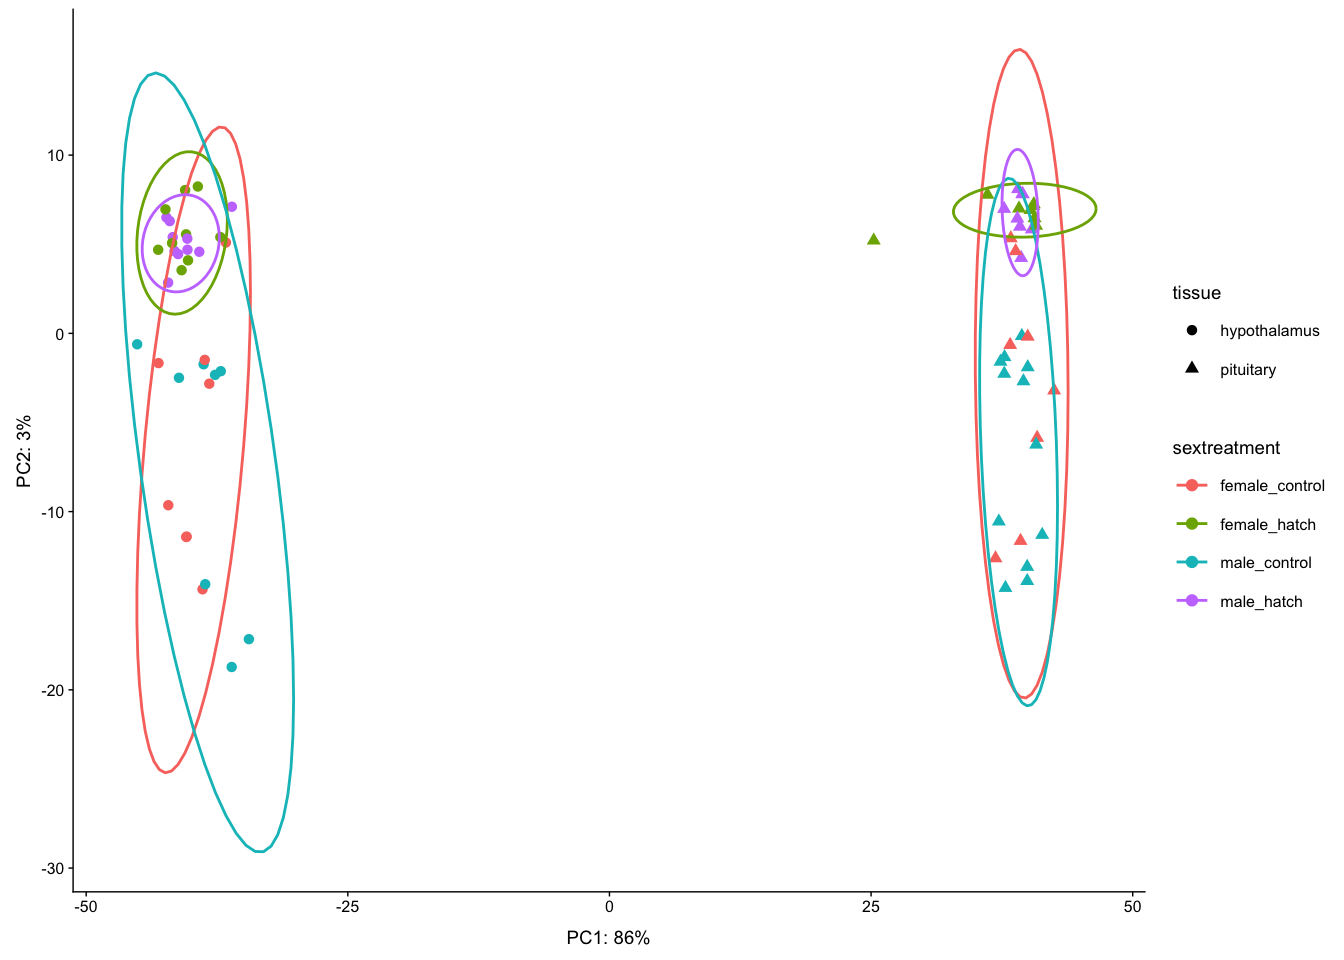 10
0
-10
-20
-30
PC2: 3%
-50
-25
0
25
50
PC1: 86%
tissue
hypothalamus
pituitary
sextreatment
female_control
female_hatch
male_control
male_hatch